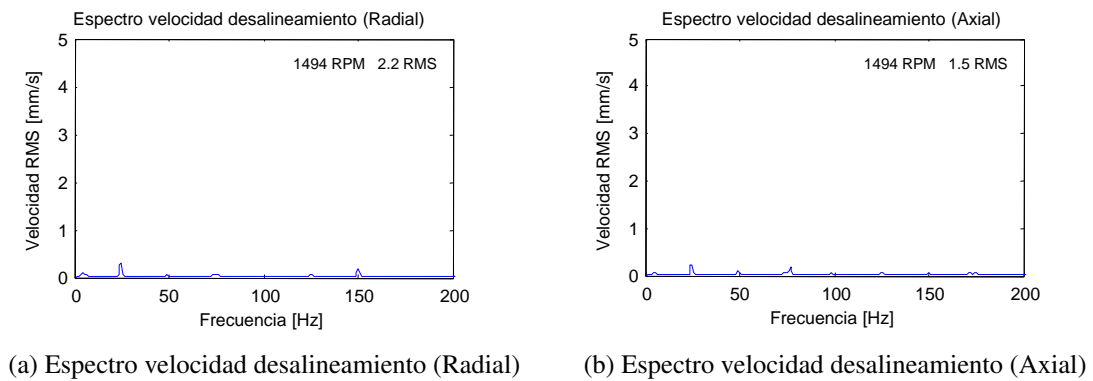 Espectro velocidad desalineamiento (Radial)
5
4
3
2
1
0
Velocidad RMS [mm/s]
1494 RPM 2.2 RMS
0 50 100 150 200
Frecuencia [Hz]
(a) Espectro velocidad desalineamiento (Radial)
Espectro velocidad desalineamiento (Axial)
5
4
3
2
1
0
Velocidad RMS [mm/s]
1494 RPM 1.5 RMS
0 50 100 150 200
Frecuencia [Hz]
(b) Espectro velocidad desalineamiento (Axial)